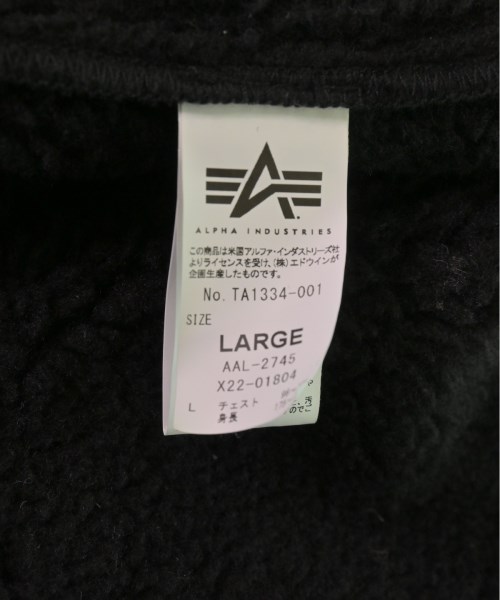 ALPHA INDUSTRIES
この商品は米国アルファ・インダストリーズ社
よりライセンスを受け、(株)エドウインが
企画生産したものです。
No. TA1334-001
SIZE
LARGE
AAL-2745
X22-01804
L チェスト
身長
のでご